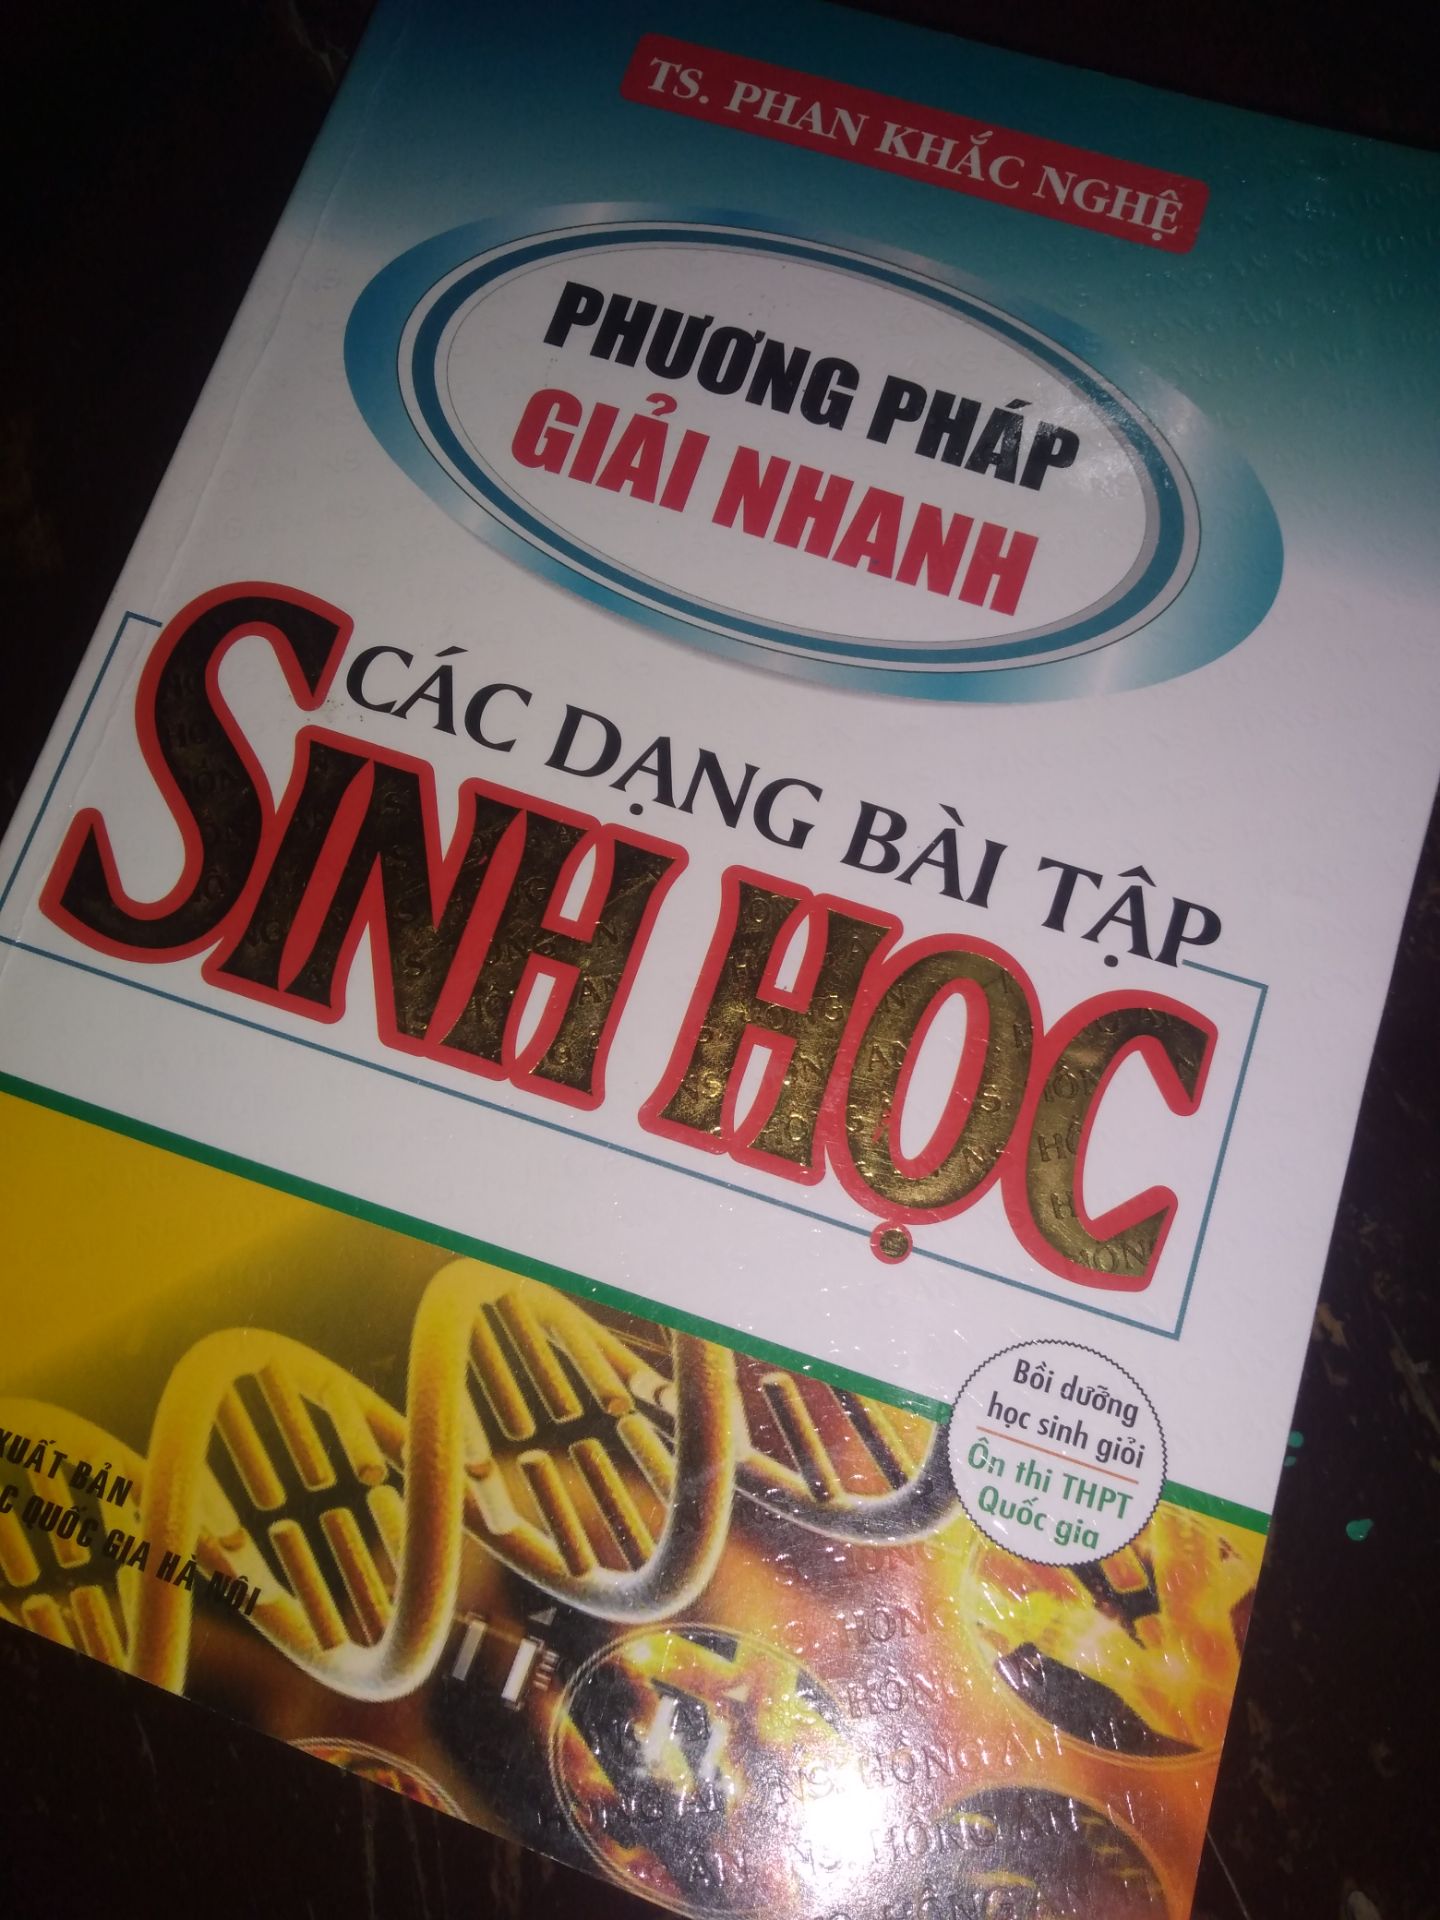 TS. PHAN KHẮC NGHỆ
PHƯƠNG PHÁP
GIẢI NHANH
CÁC DẠNG BÀI TẬP
SINH HỌC
Bồi dưỡng
học sinh giỏi
Ôn thi THPT
Quốc gia
XUẤT BẢN
C QUỐC GIA HÀ NỘI